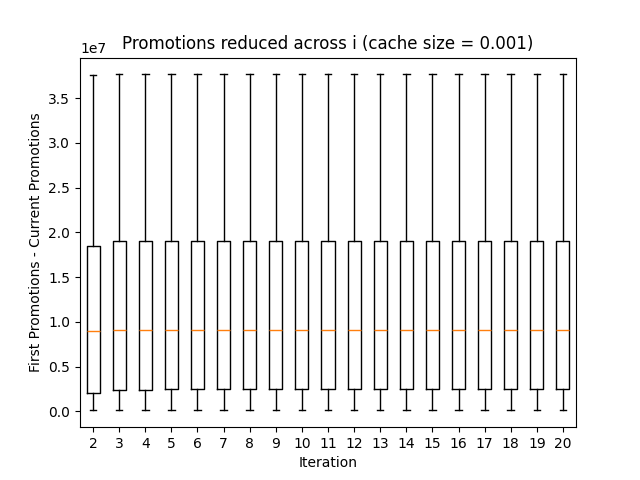 Promotions reduced across i (cache size = 0.001)
1e7
3.5
3.0
2.5
2.0
1.5
1.0
0.5
0.0
First Promotions - Current Promotions
2 3 4 5 6 7 8 9 10 11 12 13 14 15 16 17 18 19 20
Iteration